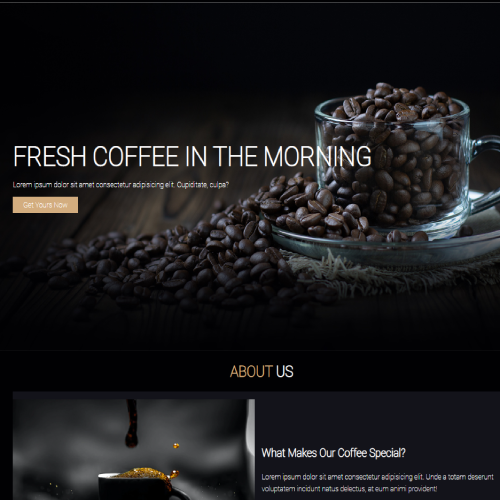 FRESH COFFEE IN THE MORNING
Lorem ipsum dolor sit amet consectetur adipisicing elit. Cupiditate, culpa?
Get Yours Now
ABOUT US
What Makes Our Coffee Special?
Lorem ipsum dolor sit amet consectetur adipisicing elit. Unde a totam deserunt
voluptatem incidunt natus delectus, at eum animi provident!